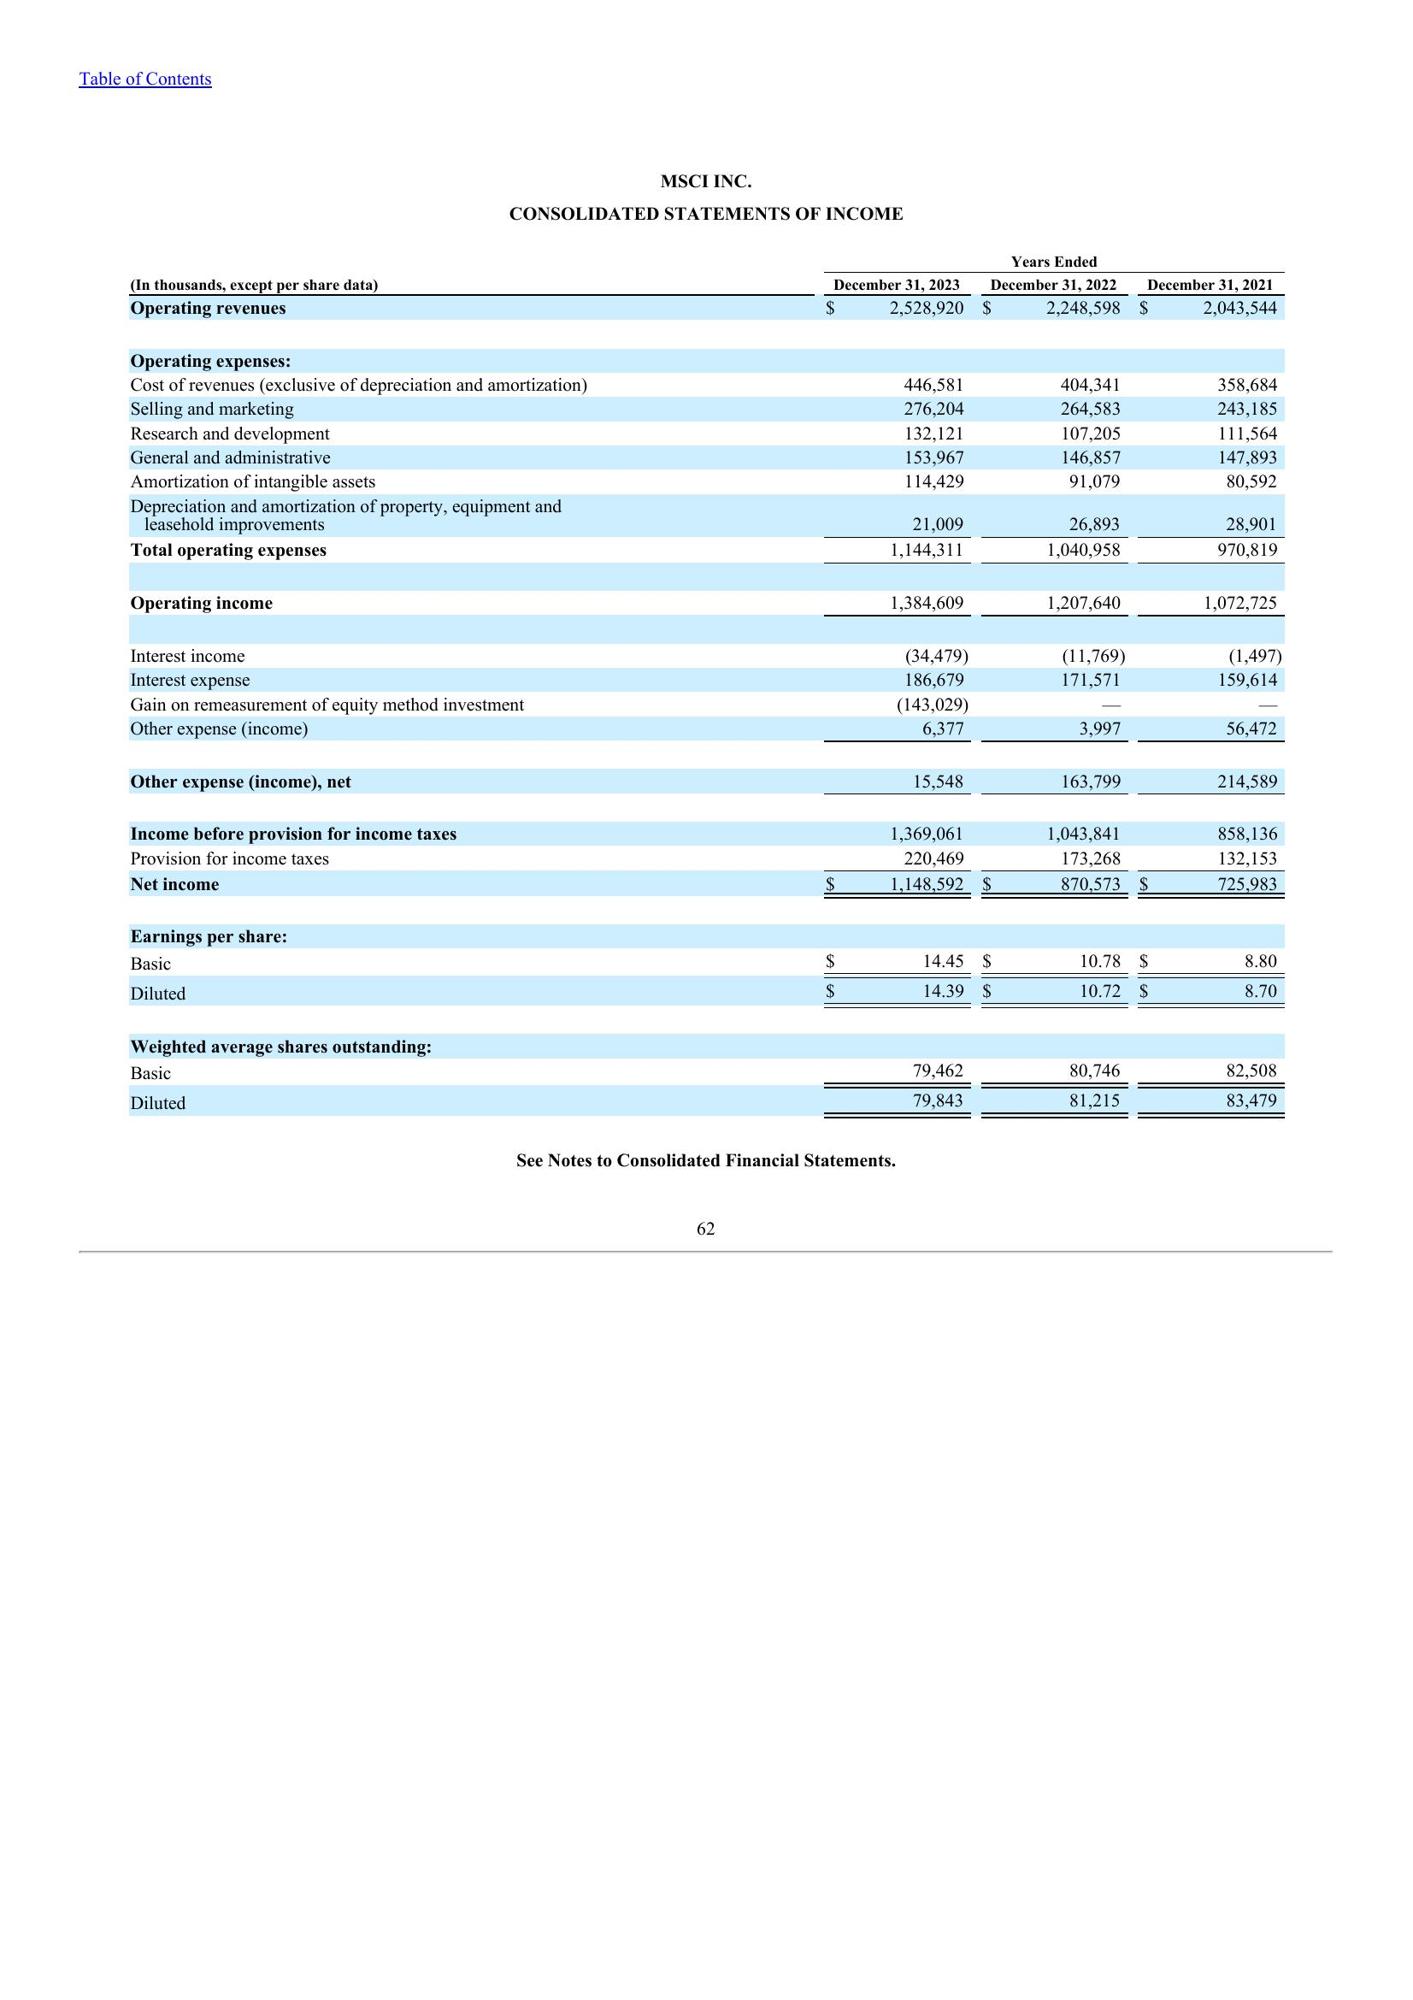 Table of Contents
MSCI INC.
CONSOLIDATED STATEMENTS OF INCOME
Years Ended
(In thousands, except per share data) December 31, 2023 December 31, 2022 December 31, 2021
Operating revenues $ 2,528,920 $ 2,248,598 $ 2,043,544
Operating expenses:
Cost of revenues (exclusive of depreciation and amortization) 446,581 404,341 358,684
Selling and marketing 276,204 264,583 243,185
Research and development 132,121 107,205 111,564
General and administrative 153,967 146,857 147,893
Amortization of intangible assets 114,429 91,079 80,592
Depreciation and amortization of property, equipment and
leasehold improvements 21,009 26,893 28,901
Total operating expenses 1,144,311 1,040,958 970,819
Operating income 1,384,609 1,207,640 1,072,725
Interest income (34,479) (11,769) (1,497)
Interest expense 186,679 171,571 159,614
Gain on remeasurement of equity method investment (143,029) — —
Other expense (income) 6,377 3,997 56,472
Other expense (income), net 15,548 163,799 214,589
Income before provision for income taxes 1,369,061 1,043,841 858,136
Provision for income taxes 220,469 173,268 132,153
Net income $ 1,148,592 $ 870,573 $ 725,983
Earnings per share:
Basic $ 14.45 $ 10.78 $ 8.80
Diluted $ 14.39 $ 10.72 $ 8.70
Weighted average shares outstanding:
Basic 79,462 80,746 82,508
Diluted 79,843 81,215 83,479
See Notes to Consolidated Financial Statements.
62